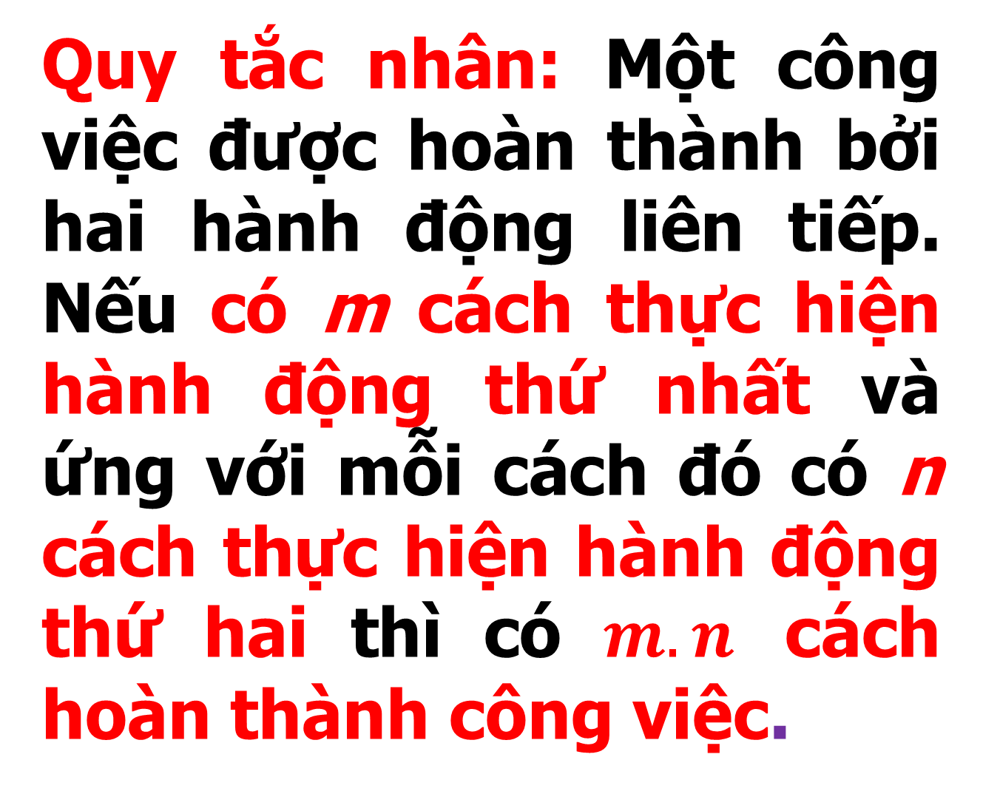 Quy tắc nhân: Một công
việc được hoàn thành bởi
hai hành động liên tiếp.
Nếu có m cách thực hiện
hành động thứ nhất và
ứng với mỗi cách đó có n
cách thực hiện hành động
thứ hai thì có m. n cách
hoàn thành công việc.